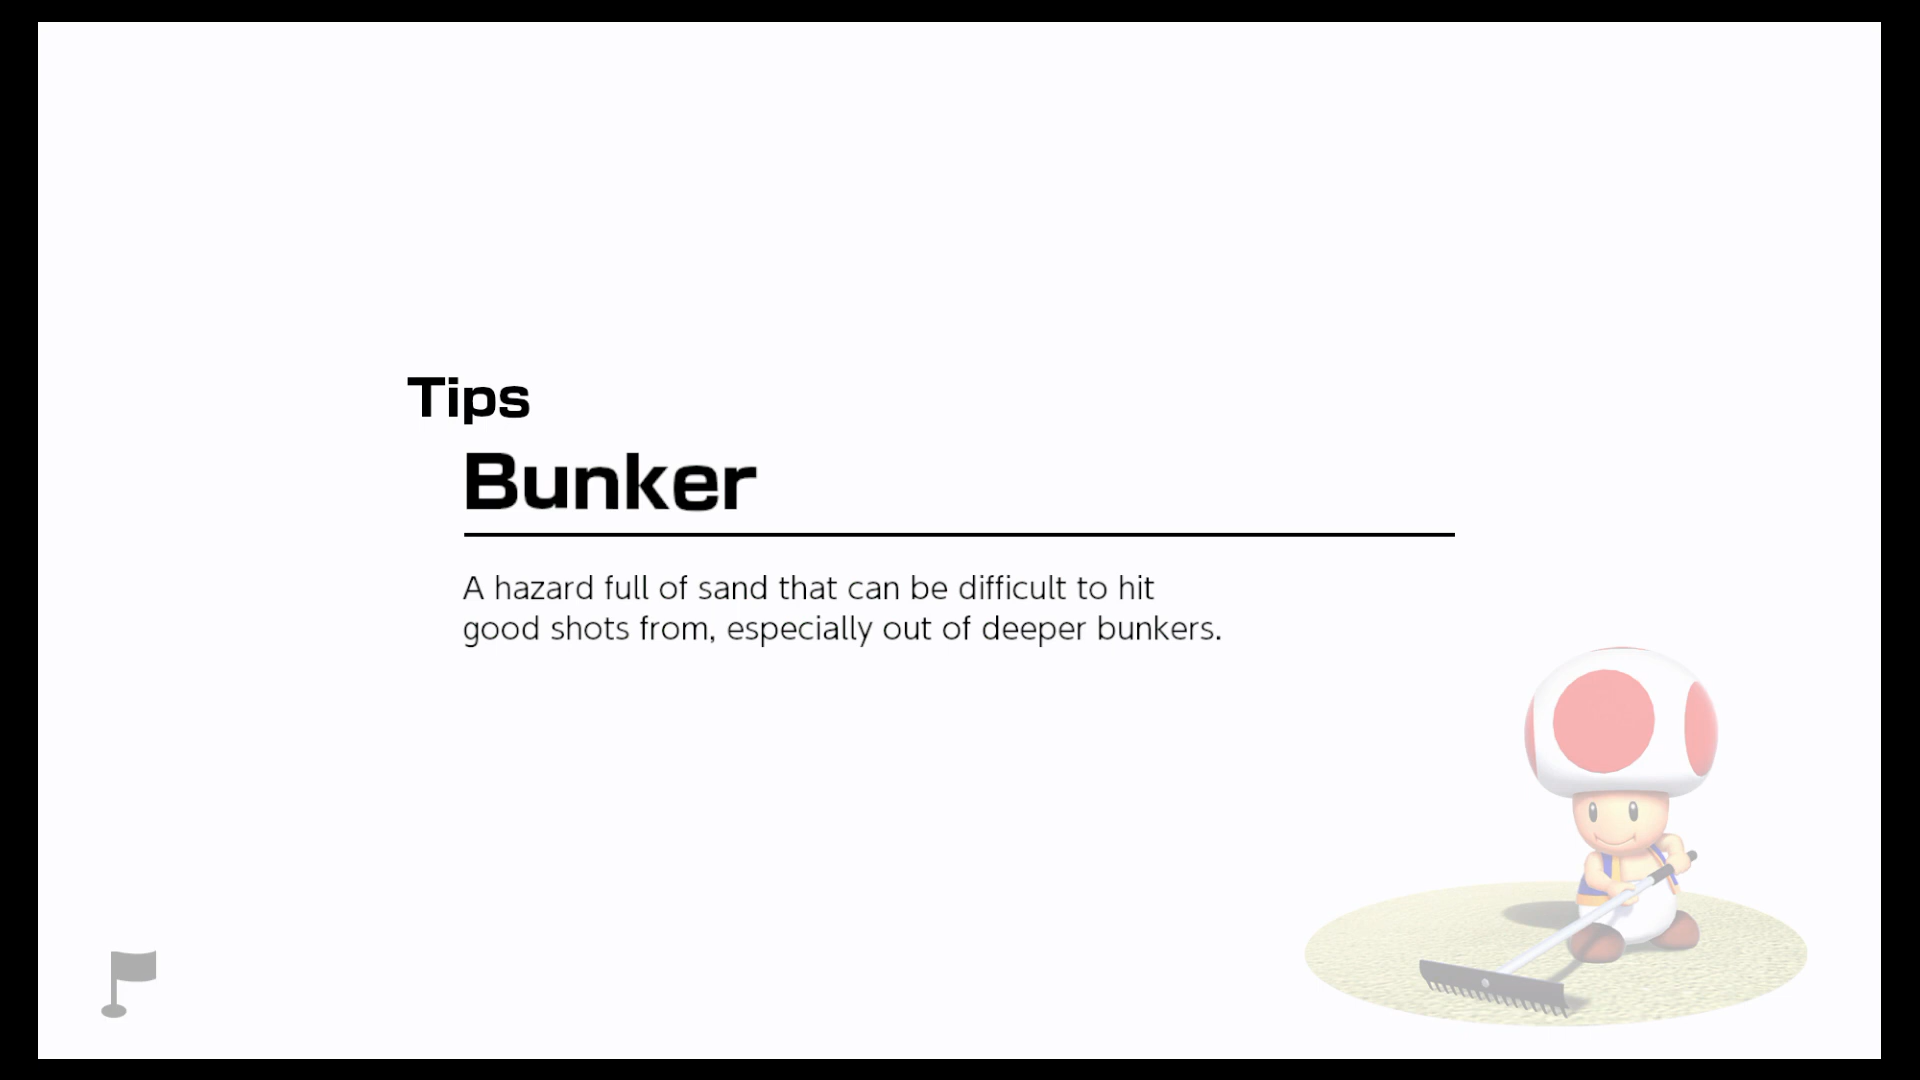 Tips
Bunker
A hazard full of sand that can be difficult to hit
good shots from, especially out of deeper bunkers.